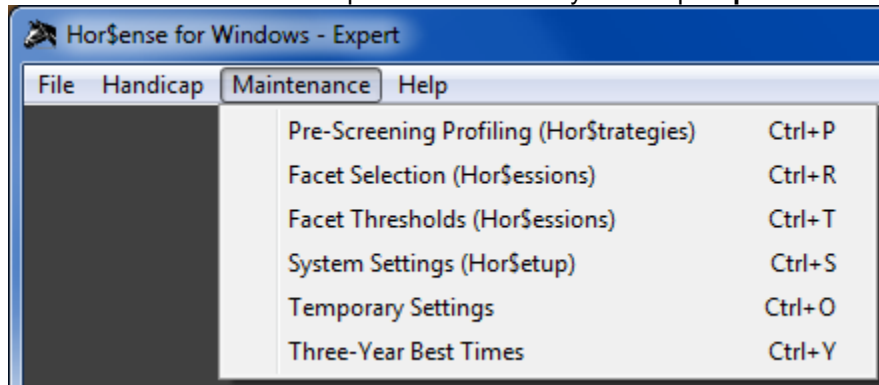 Hor$ense for Windows - Expert
File Handicap Maintenance Help
Pre-Screening Profiling (Hor$trategies) Ctrl+P
Facet Selection (Hor$essions) Ctrl+R
Facet Thresholds (Hor$essions) Ctrl+T
System Settings (Hor$etup) Ctrl+S
Temporary Settings Ctrl+O
Three-Year Best Times Ctrl+Y